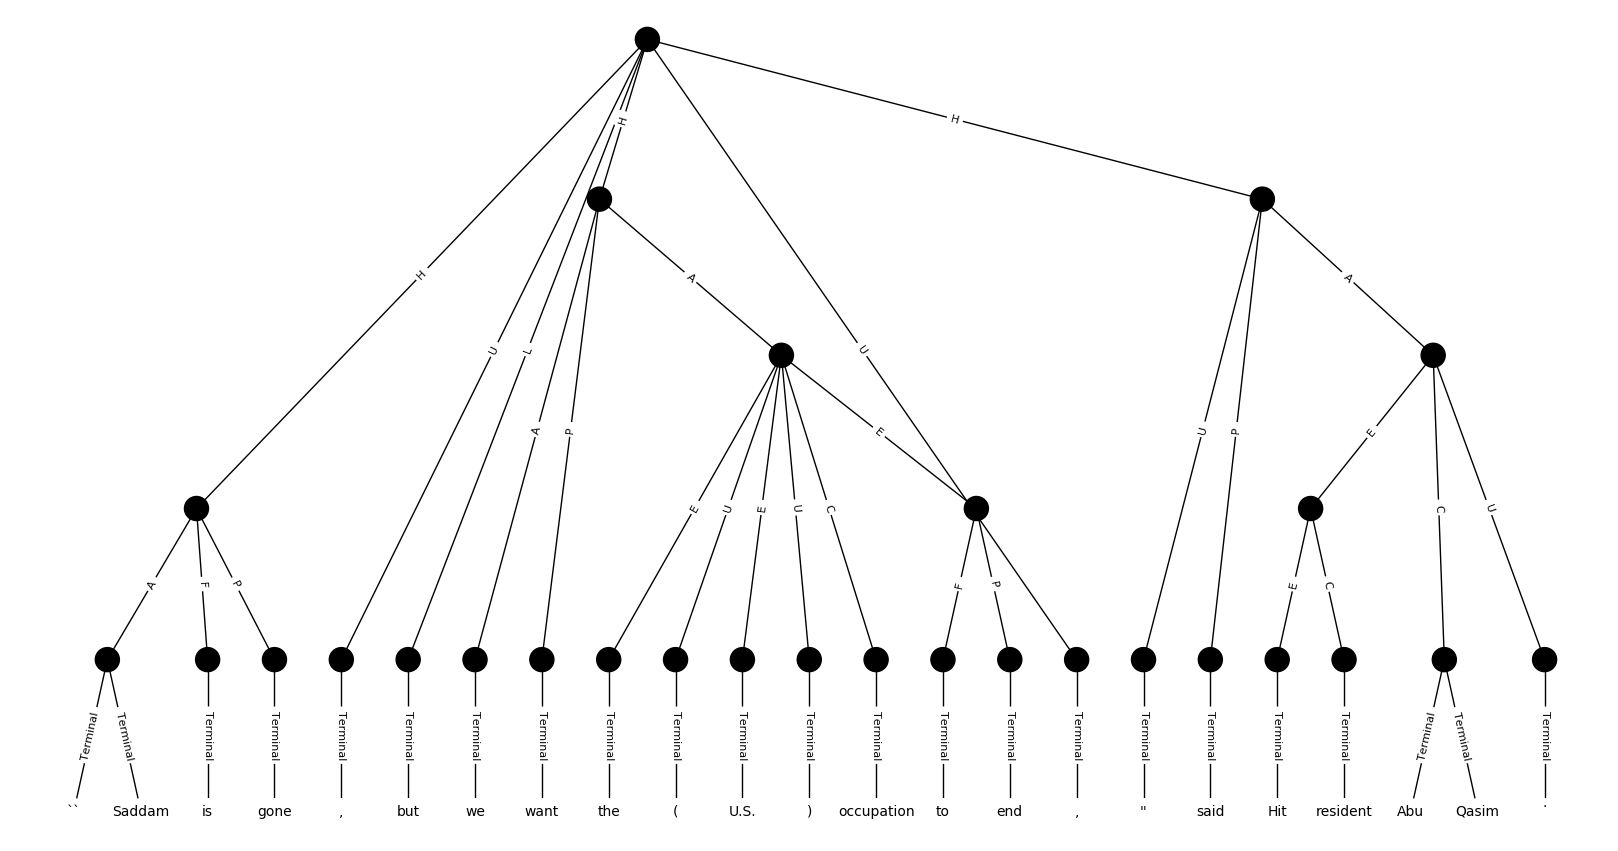 H
H
H
U
L
A
U
A
A
P
U
P
E
E
E
U
E
U
C
C
U
A
F
P
F
P
E
C
Terminal Terminal Terminal Terminal Terminal Terminal Terminal Terminal Terminal Terminal Terminal Terminal Terminal Terminal Terminal Terminal Terminal Terminal Terminal Terminal Terminal Terminal Terminal
`` Saddam is gone , but we want the ( U.S. ) occupation to end , " said Hit resident Abu Qasim .